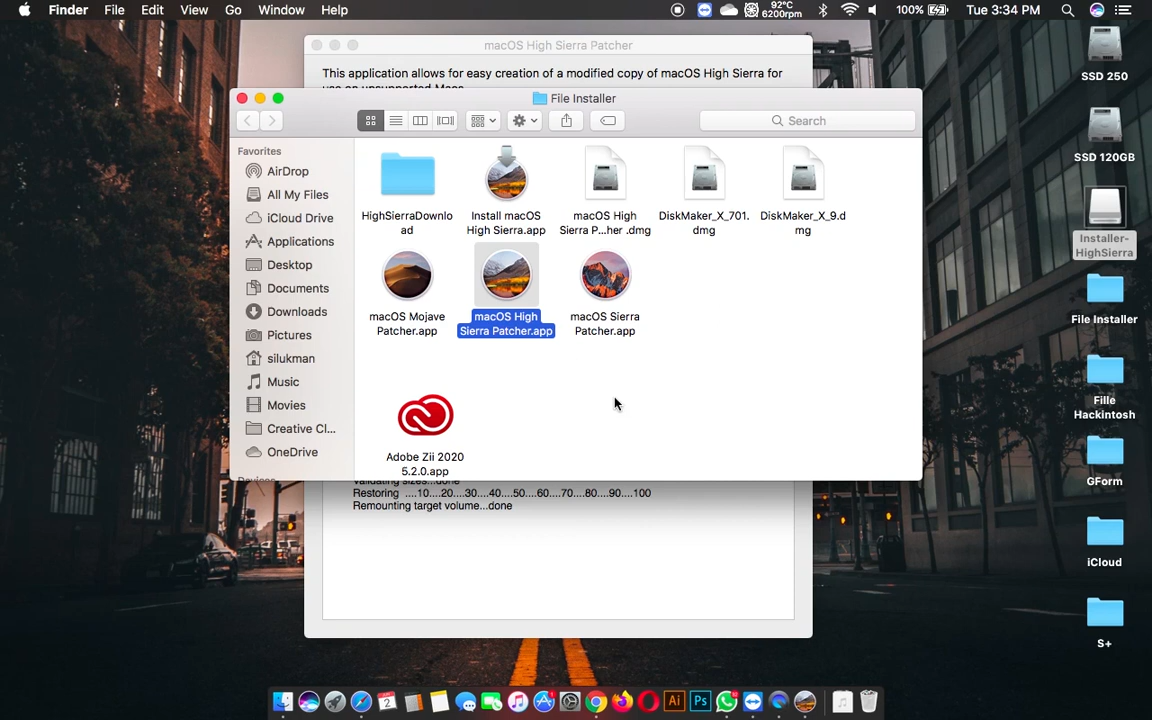 Finder File Edit View Go Window Help
92°C
6200rpm
100%
Tue 3:34 PM
macOS High Sierra Patcher
This application allows for easy creation of a modified copy of macOS High Sierra for
File Installer
Search
Favorites
AirDrop
All My Files
iCloud Drive
Applications
Desktop
Documents
Downloads
Pictures
silukman
Music
Movies
Creative Cl...
OneDrive
HighSierraDownlo
ad
Install macOS
High Sierra.app
macOS High
Sierra P...her .dmg
DiskMaker_X_701.
dmg
DiskMaker_X_9.d
mg
macOS Mojave
Patcher.app
macOS High
Sierra Patcher.app
macOS Sierra
Patcher.app
Adobe Zii 2020
5.2.0.app
Validating sizes...done
Restoring ....10....20....30....40....50....60....70....80....90....100
Remounting target volume...done
SSD 250
SSD 120GB
Installer-
HighSierra
File Installer
Fille
Hackintosh
GForm
iCloud
S+
2
Ai
Ps